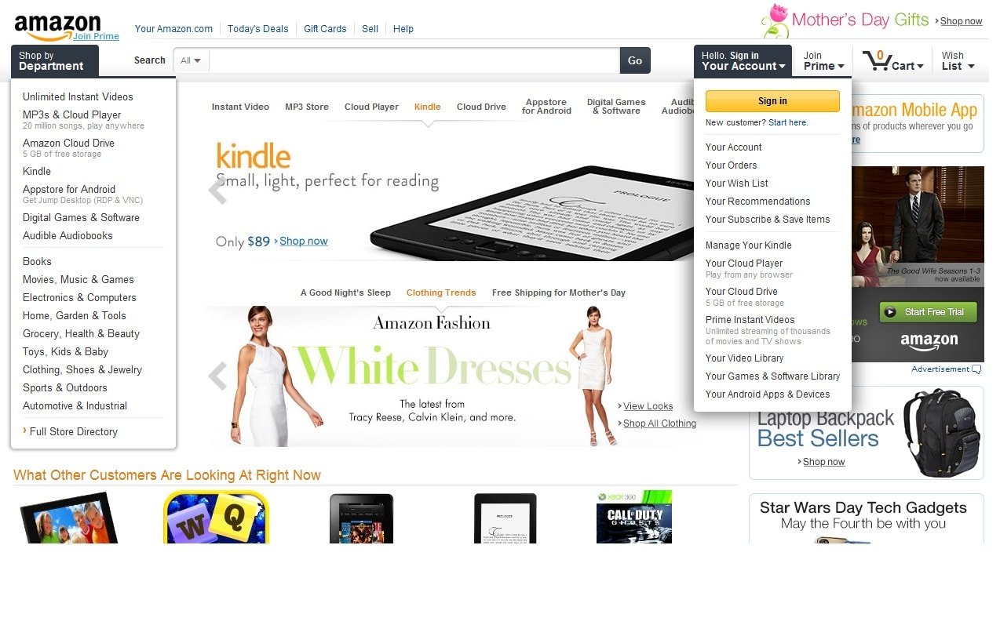 amazon
Join Prime
Your Amazon.com
Today's Deals
Gift Cards
Sell
Help
Mother's Day Gifts
Shop now
Shop by
Department
Search
All
Go
Hello. Sign in
Your Account
Join
Prime
0
Cart
Wish
List
Unlimited Instant Videos
MP3s & Cloud Player
20 million songs, play anywhere
Amazon Cloud Drive
5 GB of free storage
Kindle
Appstore for Android
Get Jump Desktop (RDP & VNC)
Digital Games & Software
Audible Audiobooks
Books
Movies, Music & Games
Electronics & Computers
Home, Garden & Tools
Grocery, Health & Beauty
Toys, Kids & Baby
Clothing, Shoes & Jewelry
Sports & Outdoors
Automotive & Industrial
Full Store Directory
Instant Video
MP3 Store
Cloud Player
Kindle
Cloud Drive
Appstore
for Android
Digital Games
& Software
kindle
Small, light, perfect for reading
Only $89
Shop now
PROLOGUE
A Good Night's Sleep
Clothing Trends
Free Shipping for Mother's Day
Amazon Fashion
White Dresses
The latest from
Tracy Reese, Calvin Klein, and more.
View Looks
Shop All Clothing
Sign in
New customer? Start here.
Your Account
Your Orders
Your Wish List
Your Recommendations
Your Subscribe & Save Items
Manage Your Kindle
Your Cloud Player
Play from any browser
Your Cloud Drive
5 GB of free storage
Prime Instant Videos
Unlimited streaming of thousands
of movies and TV shows
Your Video Library
Your Games & Software Library
Your Android Apps & Devices
mazon Mobile App
ns of products wherever you go
re
The Good Wife Seasons 1-3
now available
Start Free Trial
amazon
Advertisement
Laptop Backpack
Best Sellers
Shop now
What Other Customers Are Looking At Right Now
W Q
PROLOGUE
XBOX 360
CALL OF DUTY
GHOSTS
Star Wars Day Tech Gadgets
May the Fourth be with you